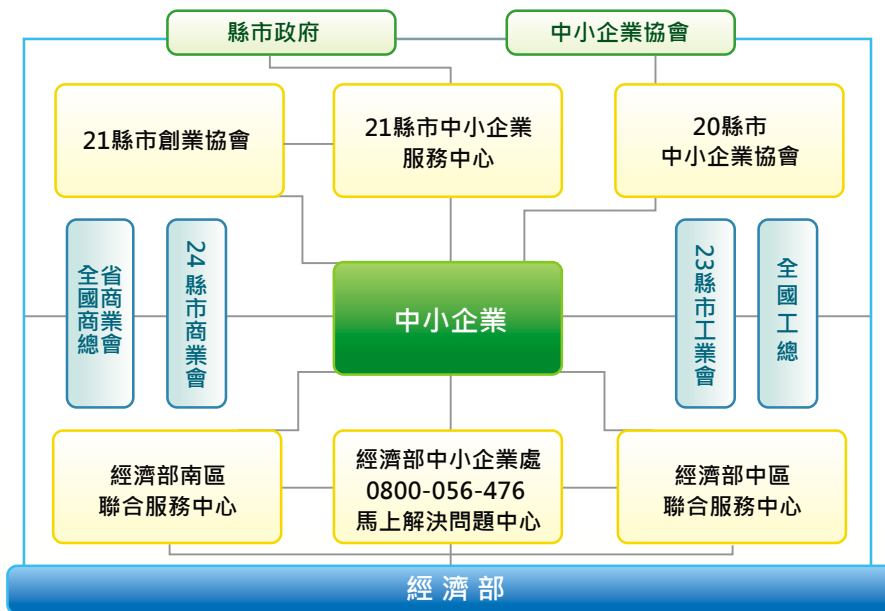 縣市政府
中小企業協會
21縣市創業協會
21縣市中小企業
服務中心
20縣市
中小企業協會
省商業會
全國商總
24縣市商業會
中小企業
23縣市工業會
全國工總
經濟部南區
聯合服務中心
經濟部中小企業處
0800-056-476
馬上解決問題中心
經濟部中區
聯合服務中心
經濟部